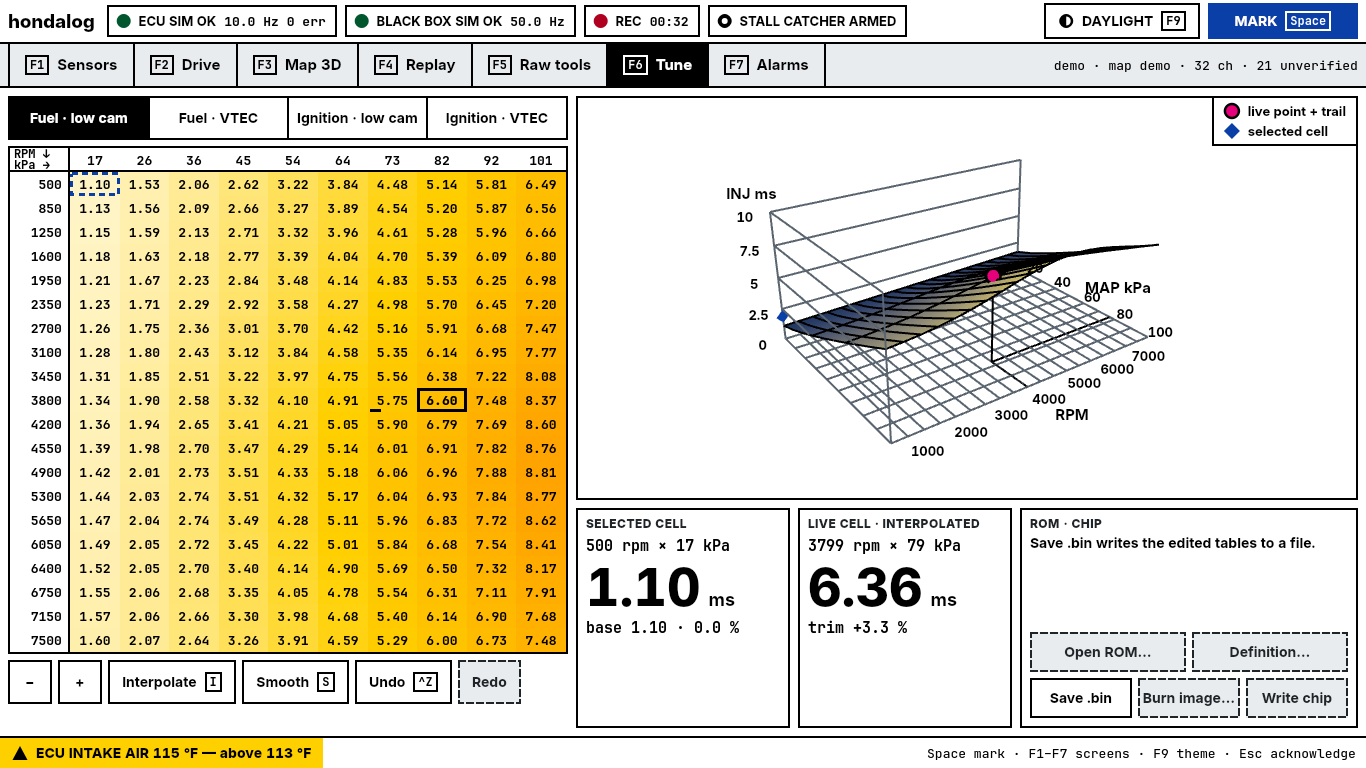 hondalog
ECU SIM OK 10.0 Hz 0 err
BLACK BOX SIM OK 50.0 Hz
REC 00:32
STALL CATCHER ARMED
DAYLIGHT F9
MARK Space
F1 Sensors
F2 Drive
F3 Map 3D
F4 Replay
F5 Raw tools
F6 Tune
F7 Alarms
demo · map demo · 32 ch · 21 unverified
Fuel · low cam
Fuel · VTEC
Ignition · low cam
Ignition · VTEC
RPM ↓
kPa →
17 26 36 45 54 64 73 82 92 101
500 1.10 1.53 2.06 2.62 3.22 3.84 4.48 5.14 5.81 6.49
850 1.13 1.56 2.09 2.66 3.27 3.89 4.54 5.20 5.87 6.56
1250 1.15 1.59 2.13 2.71 3.32 3.96 4.61 5.28 5.96 6.66
1600 1.18 1.63 2.18 2.77 3.39 4.04 4.70 5.39 6.09 6.80
1950 1.21 1.67 2.23 2.84 3.48 4.14 4.83 5.53 6.25 6.98
2350 1.23 1.71 2.29 2.92 3.58 4.27 4.98 5.70 6.45 7.20
2700 1.26 1.75 2.36 3.01 3.70 4.42 5.16 5.91 6.68 7.47
3100 1.28 1.80 2.43 3.12 3.84 4.58 5.35 6.14 6.95 7.77
3450 1.31 1.85 2.51 3.22 3.97 4.75 5.56 6.38 7.22 8.08
3800 1.34 1.90 2.58 3.32 4.10 4.91 5.75 6.60 7.48 8.37
4200 1.36 1.94 2.65 3.41 4.21 5.05 5.90 6.79 7.69 8.60
4550 1.39 1.98 2.70 3.47 4.29 5.14 6.01 6.91 7.82 8.76
4900 1.42 2.01 2.73 3.51 4.33 5.18 6.06 6.96 7.88 8.81
5300 1.44 2.03 2.74 3.51 4.32 5.17 6.04 6.93 7.84 8.77
5650 1.47 2.04 2.74 3.49 4.28 5.11 5.96 6.83 7.72 8.62
6050 1.49 2.05 2.72 3.45 4.22 5.01 5.84 6.68 7.54 8.41
6400 1.52 2.05 2.70 3.40 4.14 4.90 5.69 6.50 7.32 8.17
6750 1.55 2.06 2.68 3.35 4.05 4.78 5.54 6.31 7.11 7.91
7150 1.57 2.06 2.66 3.30 3.98 4.68 5.40 6.14 6.90 7.68
7500 1.60 2.07 2.64 3.26 3.91 4.59 5.29 6.00 6.73 7.48
−
+
Interpolate I
Smooth S
Undo ^Z
Redo
live point + trail
selected cell
INJ ms
10
7.5
5
2.5
0
40
MAP kPa
60
80
100
7000
6000
5000
4000
RPM
3000
2000
1000
SELECTED CELL
500 rpm × 17 kPa
1.10 ms
base 1.10 · 0.0 %
LIVE CELL · INTERPOLATED
3799 rpm × 79 kPa
6.36 ms
trim +3.3 %
ROM · CHIP
Save .bin writes the edited tables to a file.
Open ROM...
Definition...
Save .bin
Burn image...
Write chip
ECU INTAKE AIR 115 °F — above 113 °F
Space mark · F1–F7 screens · F9 theme · Esc acknowledge